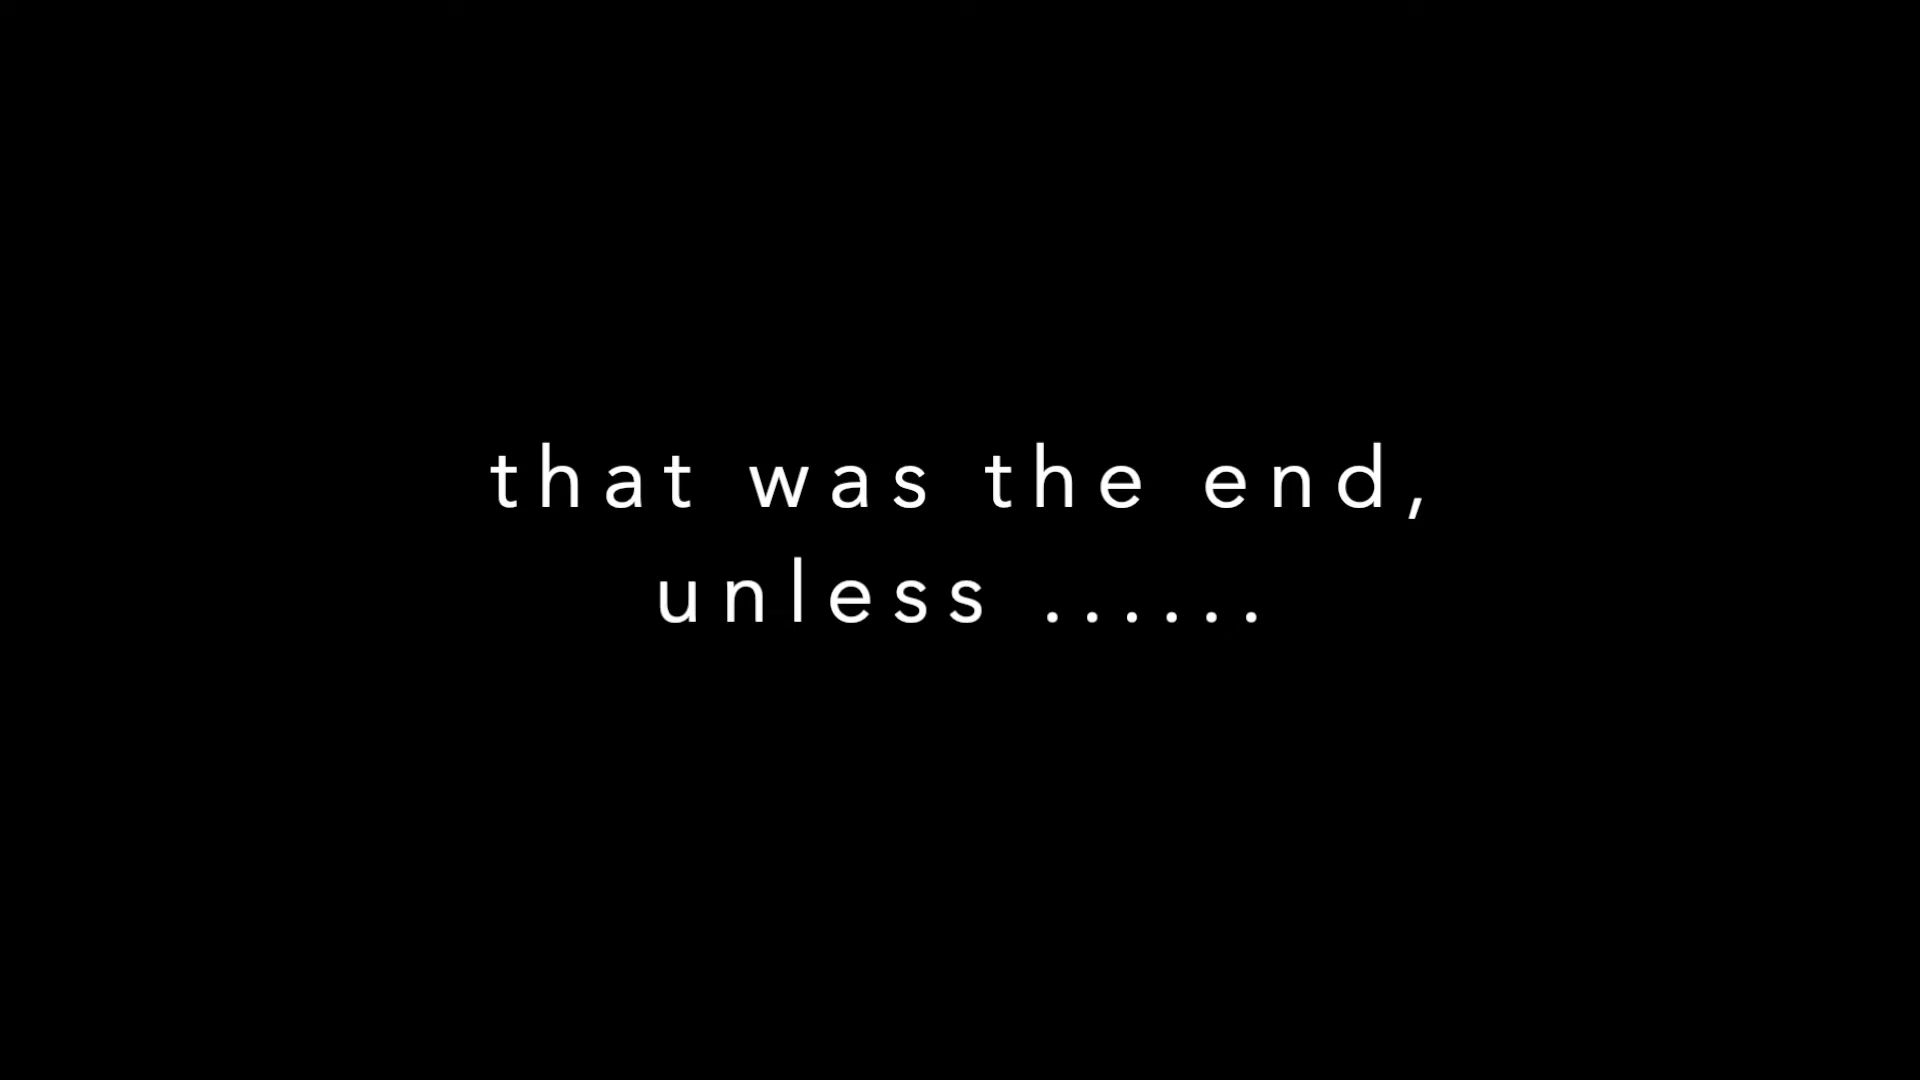 that was the end,
unless ......